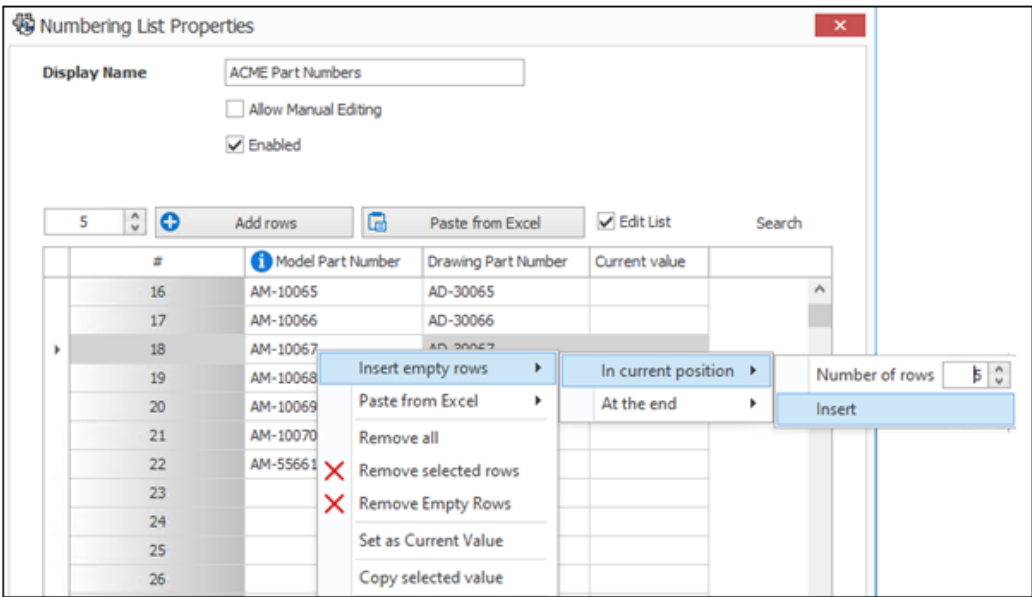 Numbering List Properties
Display Name ACME Part Numbers
Allow Manual Editing
Enabled
5 Add rows Paste from Excel Edit List Search
# Model Part Number Drawing Part Number Current value
16 AM-10065 AD-30065
17 AM-10066 AD-30066
18 AM-10067 AD-30067
Insert empty rows In current position Number of rows 5
19 AM-10068
Paste from Excel At the end Insert
20 AM-10069
21 AM-10070 Remove all
22 AM-55661 Remove selected rows
23 Remove Empty Rows
24
Set as Current Value
25
26 Copy selected value